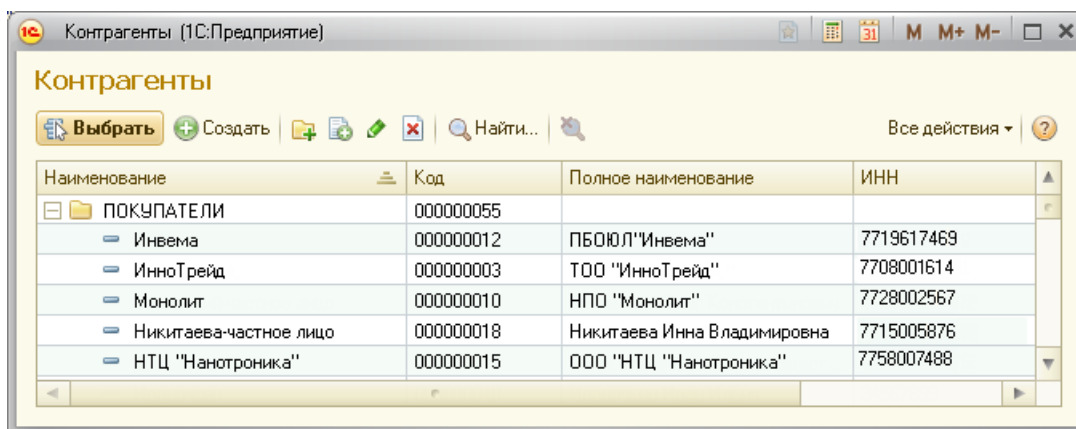 1С Контрагенты (1С:Предприятие) 31 М М+ М-
Контрагенты
Выбрать Создать Найти... Все действия ?
Наименование Код Полное наименование ИНН
ПОКУПАТЕЛИ 000000055
Инвема 000000012 ПБОЮЛ"Инвема" 7719617469
ИнноТрейд 000000003 ТОО "ИнноТрейд" 7708001614
Монолит 000000010 НПО "Монолит" 7728002567
Никитаева-частное лицо 000000018 Никитаева Инна Владимировна 7715005876
НТЦ "Нанотроника" 000000015 ООО "НТЦ "Нанотроника" 7758007488